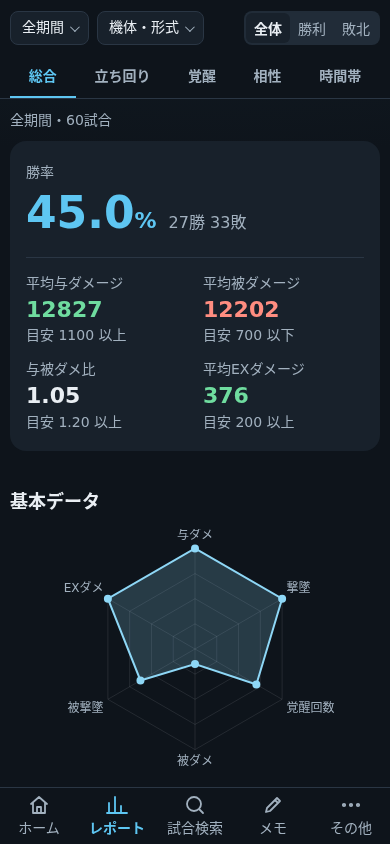 全期間 機体・形式 全体 勝利 敗北
総合 立ち回り 覚醒 相性 時間帯
全期間・60試合
勝率
45.0% 27勝 33敗
平均与ダメージ 平均被ダメージ
12827 12202
目安 1100 以上 目安 700 以下
与被ダメ比 平均EXダメージ
1.05 376
目安 1.20 以上 目安 200 以上
基本データ
与ダメ
EXダメ 撃墜
被撃墜 覚醒回数
被ダメ
ホーム レポート 試合検索 メモ その他